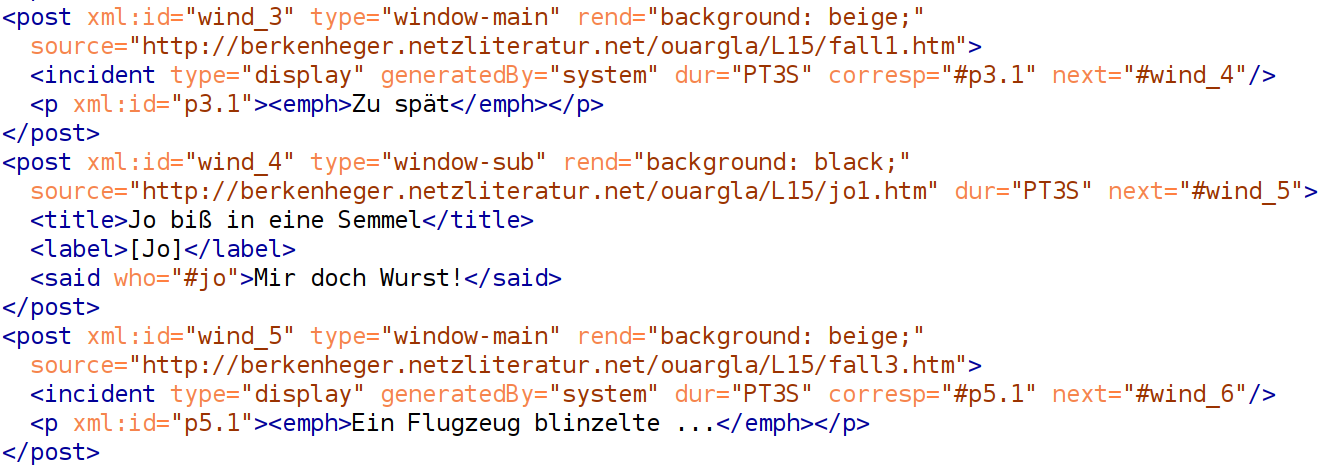 <post xml:id="wind_3" type="window-main" rend="background: beige;"
  source="http://berkenheger.netzliteratur.net/ouargla/L15/fall1.htm">
  <incident type="display" generatedBy="system" dur="PT3S" corresp="#p3.1" next="#wind_4"/>
  <p xml:id="p3.1"><emph>Zu spät</emph></p>
</post>
<post xml:id="wind_4" type="window-sub" rend="background: black;"
  source="http://berkenheger.netzliteratur.net/ouargla/L15/jo1.htm" dur="PT3S" next="#wind_5">
  <title>Jo biß in eine Semmel</title>
  <label>[Jo]</label>
  <said who="#jo">Mir doch Wurst!</said>
</post>
<post xml:id="wind_5" type="window-main" rend="background: beige;"
  source="http://berkenheger.netzliteratur.net/ouargla/L15/fall3.htm">
  <incident type="display" generatedBy="system" dur="PT3S" corresp="#p5.1" next="#wind_6"/>
  <p xml:id="p5.1"><emph>Ein Flugzeug blinzelte ...</emph></p>
</post>